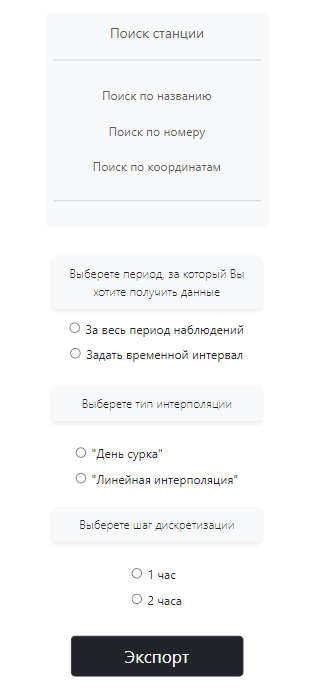 Поиск станции
Поиск по названию
Поиск по номеру
Поиск по координатам
Выберете период, за который Вы
хотите получить данные
За весь период наблюдений
Задать временной интервал
Выберете тип интерполяции
"День сурка"
"Линейная интерполяция"
Выберете шаг дискретизации
1 час
2 часа
Экспорт